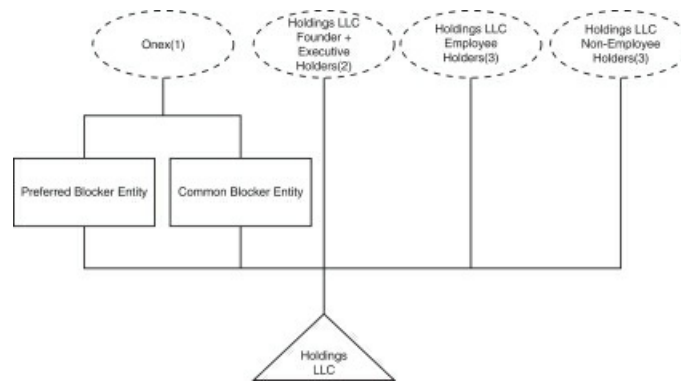 Onex(1)
Holdings LLC
Founder +
Executive
Holders(2)
Holdings LLC
Employee
Holders(3)
Holdings LLC
Non-Employee
Holders(3)
Preferred Blocker Entity
Common Blocker Entity
Holdings
LLC